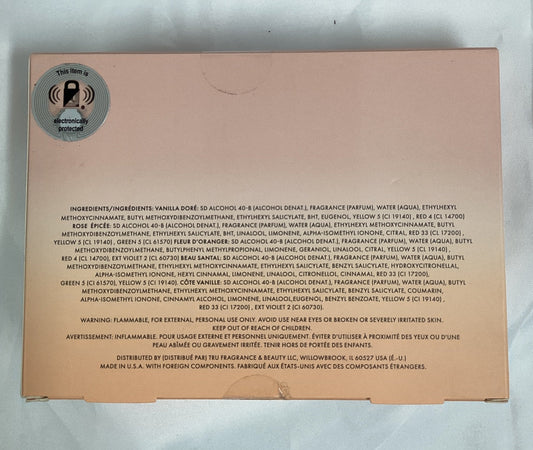 This item is
electronically
protected
INGREDIENTS/INGRÉDIENTS: VANILLA DORÉ: SD ALCOHOL 40-B (ALCOHOL DENAT.), FRAGRANCE (PARFUM), WATER (AQUA), ETHYLHEXYL
METHOXYCINNAMATE, BUTYL METHOXYDIBENZOYLMETHANE, ETHYLHEXYL SALICYLATE, BHT, EUGENOL, YELLOW 5 (CI 19140) , RED 4 (CL 14700)
ROSE ÉPICÉE: SD ALCOHOL 40-B (ALCOHOL DENAT.), FRAGRANCE (PARFUM), WATER (AQUA), ETHYLHEXYL METHOXYCINNAMATE, BUTYL
METHOXYDIBENZOYLMETHANE, ETHYLHEXYL SALICYLATE, BHT, LINALOOL, LIMONENE, ALPHA-ISOMETHYL IONONE, CITRAL, RED 33 (CI 17200) ,
YELLOW 5 (CL 19140) , GREEN 5 (CL 61570) FLEUR D'ORANGER: SD ALCOHOL 40-B (ALCOHOL DENAT.), FRAGRANCE (PARFUM), WATER (AQUA), BUTYL
METHOXYDIBENZOYLMETHANE, BUTYLPHENYL METHYLPROPIONAL, LIMONENE, GERANIOL, LINALOOL, CITRAL, YELLOW 5 (CL 19140),
RED 4 (CL 14700), EXT VIOLET 2 (CI 60730) BEAU SANTAL: SD ALCOHOL 40-B (ALCOHOL DENAT.), FRAGRANCE (PARFUM), WATER (AQUA), BUTYL
METHOXYDIBENZOYLMETHANE, ETHYLHEXYL METHOXYCINNAMATE, ETHYLHEXYL SALICYLATE, BENZYL SALICYLATE, HYDROXYCITRONELLAL,
ALPHA-ISOMETHYL IONONE, HEXYL CINNAMAL, LIMONENE, LINALOOL, CITRONELLOL, CINNAMAL, RED 33 (CI 17200),
GREEN 5 (CI 61570), YELLOW 5 (CI 19140). CÔTE VANILLE: SD ALCOHOL 40-B (ALCOHOL DENAT.), FRAGRANCE (PARFUM), WATER (AQUA), BUTYL
METHOXYDIBENZOYLMETHANE, ETHYLHEXYL METHOXYCINNAMATE, ETHYLHEXYL SALICYLATE, BENZYL SALICYLATE, COUMARIN,
ALPHA-ISOMETHYL IONONE, CINNAMYL ALCOHOL, LIMONENE, LINALOOL, EUGENOL, BENZYL BENZOATE, YELLOW 5 (CI 19140) ,
RED 33 (CI 17200) , EXT VIOLET 2 (CI 60730).
WARNING: FLAMMABLE, FOR EXTERNAL, PERSONAL USE ONLY. AVOID USE NEAR EYES OR BROKEN OR SEVERELY IRRITATED SKIN.
KEEP OUT OF REACH OF CHILDREN.
AVERTISSEMENT: INFLAMMABLE. POUR USAGE EXTERNE ET PERSONNEL UNIQUEMENT. ÉVITER D'UTILISER À PROXIMITÉ DES YEUX OU D'UNE
PEAU ABÎMÉE OU GRAVEMENT IRRITÉE. TENIR HORS DE PORTÉE DES ENFANTS.
DISTRIBUTED BY (DISTRIBUÉ PAR) TRU FRAGRANCE & BEAUTY LLC, WILLOWBROOK, IL 60527 USA (É.-U.)
MADE IN U.S.A. WITH FOREIGN COMPONENTS. FABRIQUÉ AUX ÉTATS-UNIS AVEC DES COMPOSANTS ÉTRANGERS.